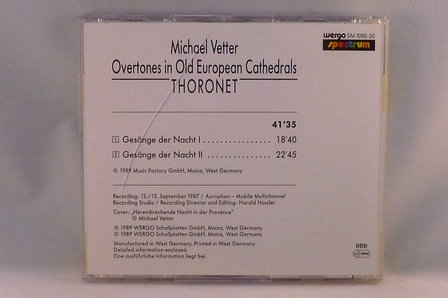 Michael Vetter
wergo SM 1080-50
spectrum
Overtones in Old European Cathedrals
THORONET
41'35
1 Gesänge der Nacht I ................ 18'40
2 Gesänge der Nacht II ............... 22'45
© 1989 Music Factory GmbH, Mainz, West Germany
Recording: 12./13. September 1987 / Aurophon – Mobile Multichannel
Recording Studio / Recording Director and Editing: Harald Hassler
Cover: „Hereinbrechende Nacht in der Provence“
© Michael Vetter
℗ 1989 WERGO Schallplatten GmbH, Mainz, West Germany
© 1989 WERGO Schallplatten GmbH, Mainz, West Germany
Manufactured in West Germany. Printed in West Germany.
Detailed information enclosed.
Eine ausführliche Information liegt bei.
DDD